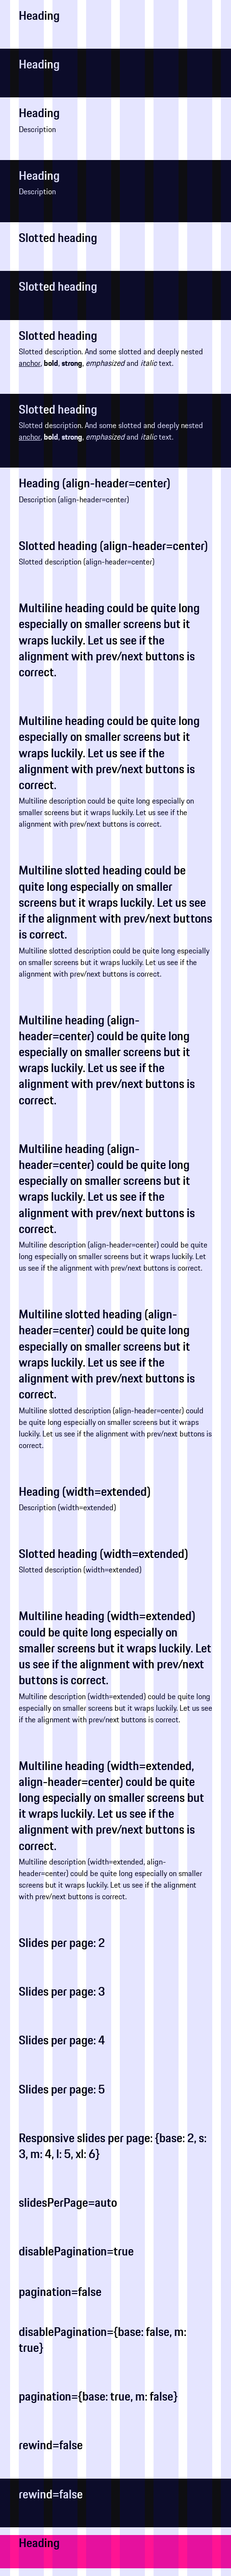 Heading
Heading
Heading
Description
Heading
Description
Slotted heading
Slotted heading
Slotted heading
Slotted description. And some slotted and deeply nested
anchor, bold, strong, emphasized and italic text.
Slotted heading
Slotted description. And some slotted and deeply nested
anchor, bold, strong, emphasized and italic text.
Heading (align-header=center)
Description (align-header=center)
Slotted heading (align-header=center)
Slotted description (align-header=center)
Multiline heading could be quite long
especially on smaller screens but it
wraps luckily. Let us see if the
alignment with prev/next buttons is
correct.
Multiline heading could be quite long
especially on smaller screens but it
wraps luckily. Let us see if the
alignment with prev/next buttons is
correct.
Multiline description could be quite long especially on
smaller screens but it wraps luckily. Let us see if the
alignment with prev/next buttons is correct.
Multiline slotted heading could be
quite long especially on smaller
screens but it wraps luckily. Let us see
if the alignment with prev/next buttons
is correct.
Multiline slotted description could be quite long especially
on smaller screens but it wraps luckily. Let us see if the
alignment with prev/next buttons is correct.
Multiline heading (align-
header=center) could be quite long
especially on smaller screens but it
wraps luckily. Let us see if the
alignment with prev/next buttons is
correct.
Multiline heading (align-
header=center) could be quite long
especially on smaller screens but it
wraps luckily. Let us see if the
alignment with prev/next buttons is
correct.
Multiline description (align-header=center) could be quite
long especially on smaller screens but it wraps luckily. Let
us see if the alignment with prev/next buttons is correct.
Multiline slotted heading (align-
header=center) could be quite long
especially on smaller screens but it
wraps luckily. Let us see if the
alignment with prev/next buttons is
correct.
Multiline slotted description (align-header=center) could
be quite long especially on smaller screens but it wraps
luckily. Let us see if the alignment with prev/next buttons is
correct.
Heading (width=extended)
Description (width=extended)
Slotted heading (width=extended)
Slotted description (width=extended)
Multiline heading (width=extended)
could be quite long especially on
smaller screens but it wraps luckily. Let
us see if the alignment with prev/next
buttons is correct.
Multiline description (width=extended) could be quite long
especially on smaller screens but it wraps luckily. Let us see
if the alignment with prev/next buttons is correct.
Multiline heading (width=extended,
align-header=center) could be quite
long especially on smaller screens but
it wraps luckily. Let us see if the
alignment with prev/next buttons is
correct.
Multiline description (width=extended, align-
header=center) could be quite long especially on smaller
screens but it wraps luckily. Let us see if the alignment
with prev/next buttons is correct.
Slides per page: 2
Slides per page: 3
Slides per page: 4
Slides per page: 5
Responsive slides per page: {base: 2, s:
3, m: 4, l: 5, xl: 6}
slidesPerPage=auto
disablePagination=true
pagination=false
disablePagination={base: false, m:
true}
pagination={base: true, m: false}
rewind=false
rewind=false
Heading